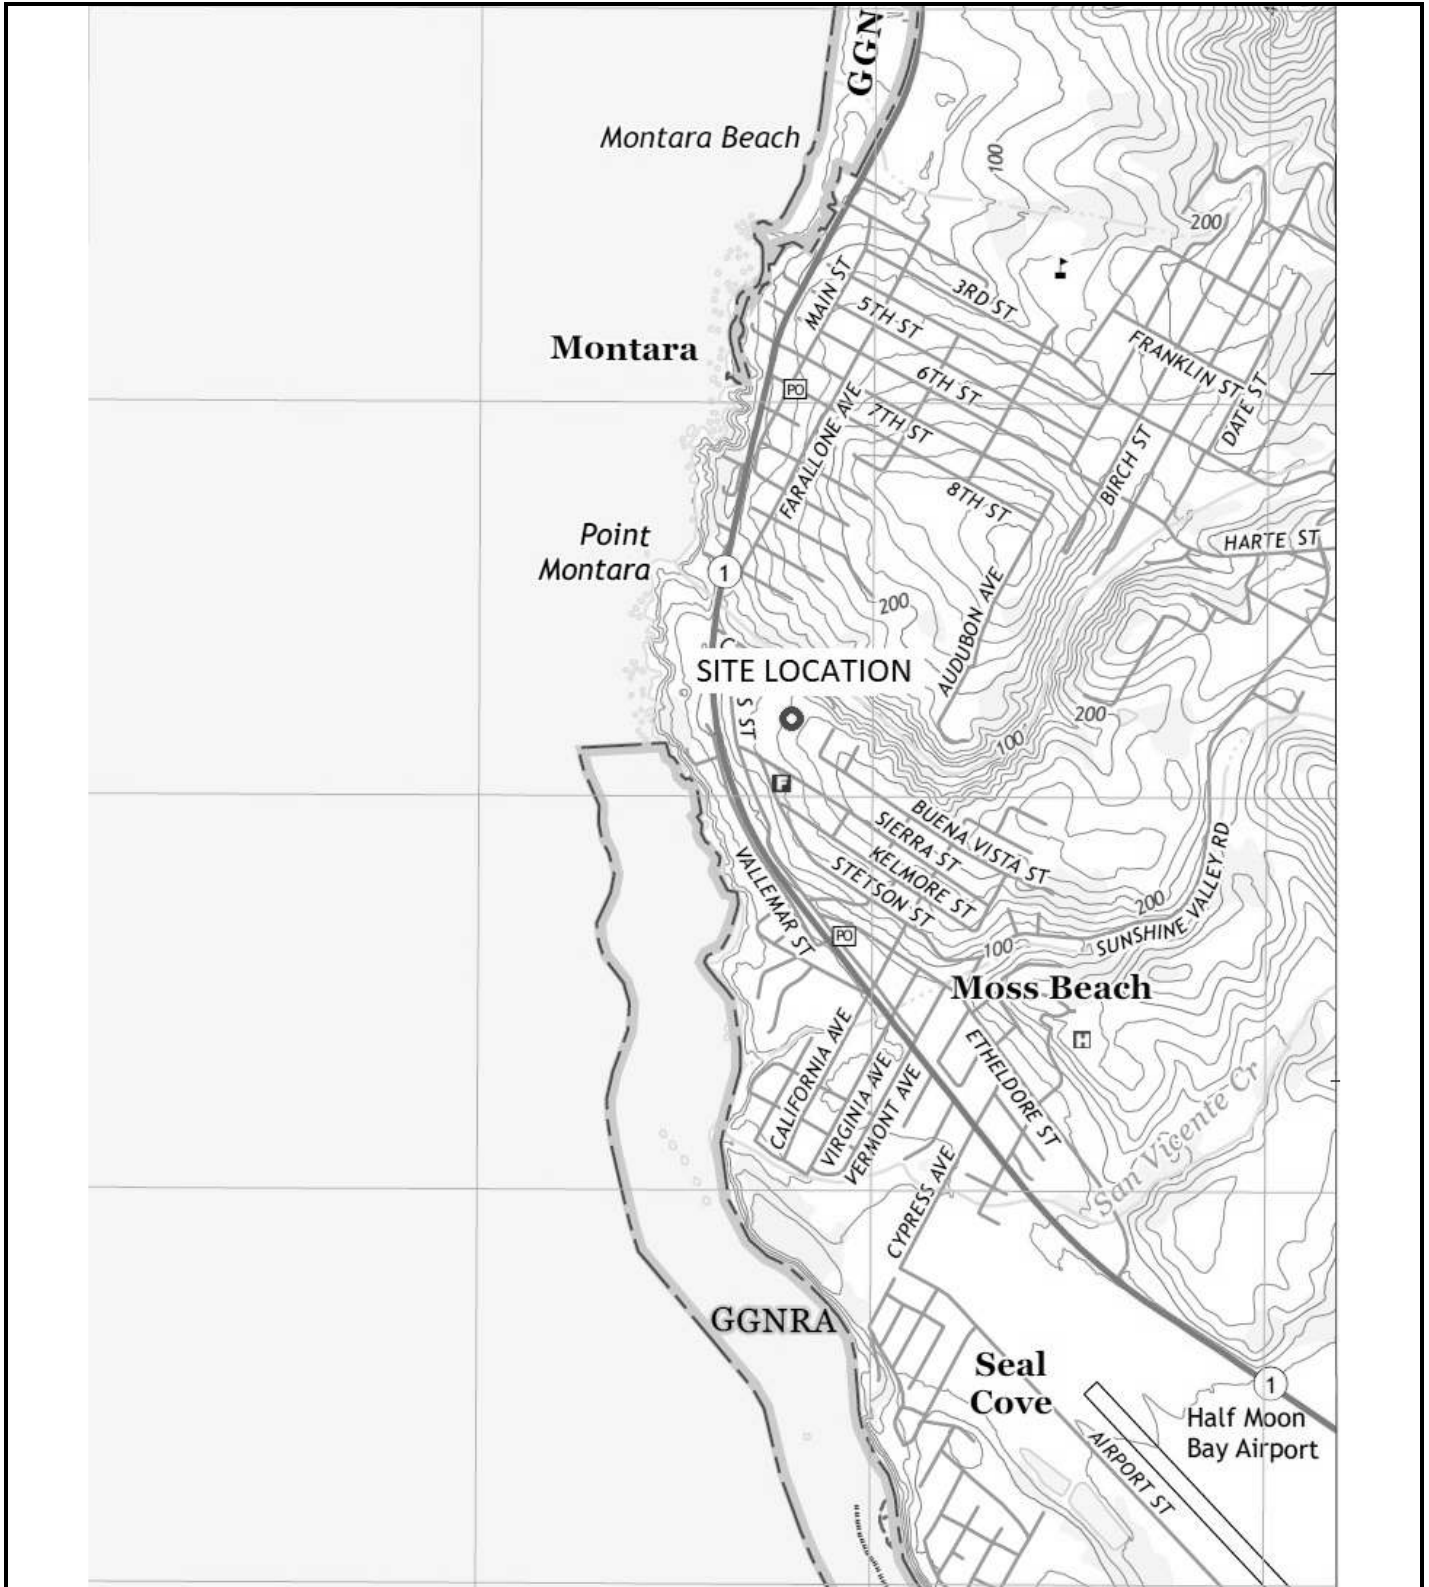 GGN
Montara Beach
100
200
MAIN ST
3RD ST
5TH ST
Montara
FRANKLIN ST
PO
6TH ST
DATE ST
FARALLONE AVE
7TH ST
BIRCH ST
8TH ST
Point
Montara
HARTE ST
1
200
AUDUBON AVE
SITE LOCATION
S ST
200
100
F
BUENA VISTA ST
SIERRA ST
KELMORE ST
STETSON ST
VALLEMAR ST
200
SUNSHINE VALLEY RD
PO
100
Moss Beach
H
CALIFORNIA AVE
VIRGINIA AVE
VERMONT AVE
ETHELDORE ST
San Vicente Cr
CYPRESS AVE
GGNRA
Seal
Cove
1
Half Moon
Bay Airport
AIRPORT ST